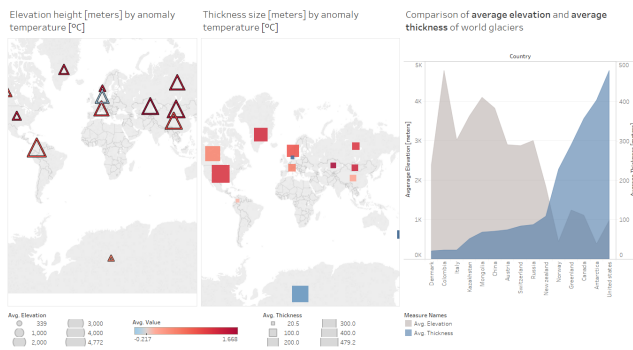 Elevation height [meters] by anomaly
temperature [ºC]
Thickness size [meters] by anomaly
temperature [ºC]
Comparison of average elevation and average
thickness of world glaciers
Country
5K
4K
3K
2K
1K
0K
Avgarage Elevation [meters]
500
400
300
200
100
0
Denmark
Colombia
Italy
Kazakhstan
Mongolia
China
Austria
Switzerland
Russia
New zealand
Norway
Greenland
Canada
Antarctica
United states
Avg. Elevation
339
1,000
2,000
3,000
4,000
4,772
Avg. Value
-0.217
1.668
Avg. Thickness
20.5
100.0
200.0
300.0
400.0
479.2
Measure Names
Avg. Elevation
Avg. Thickness